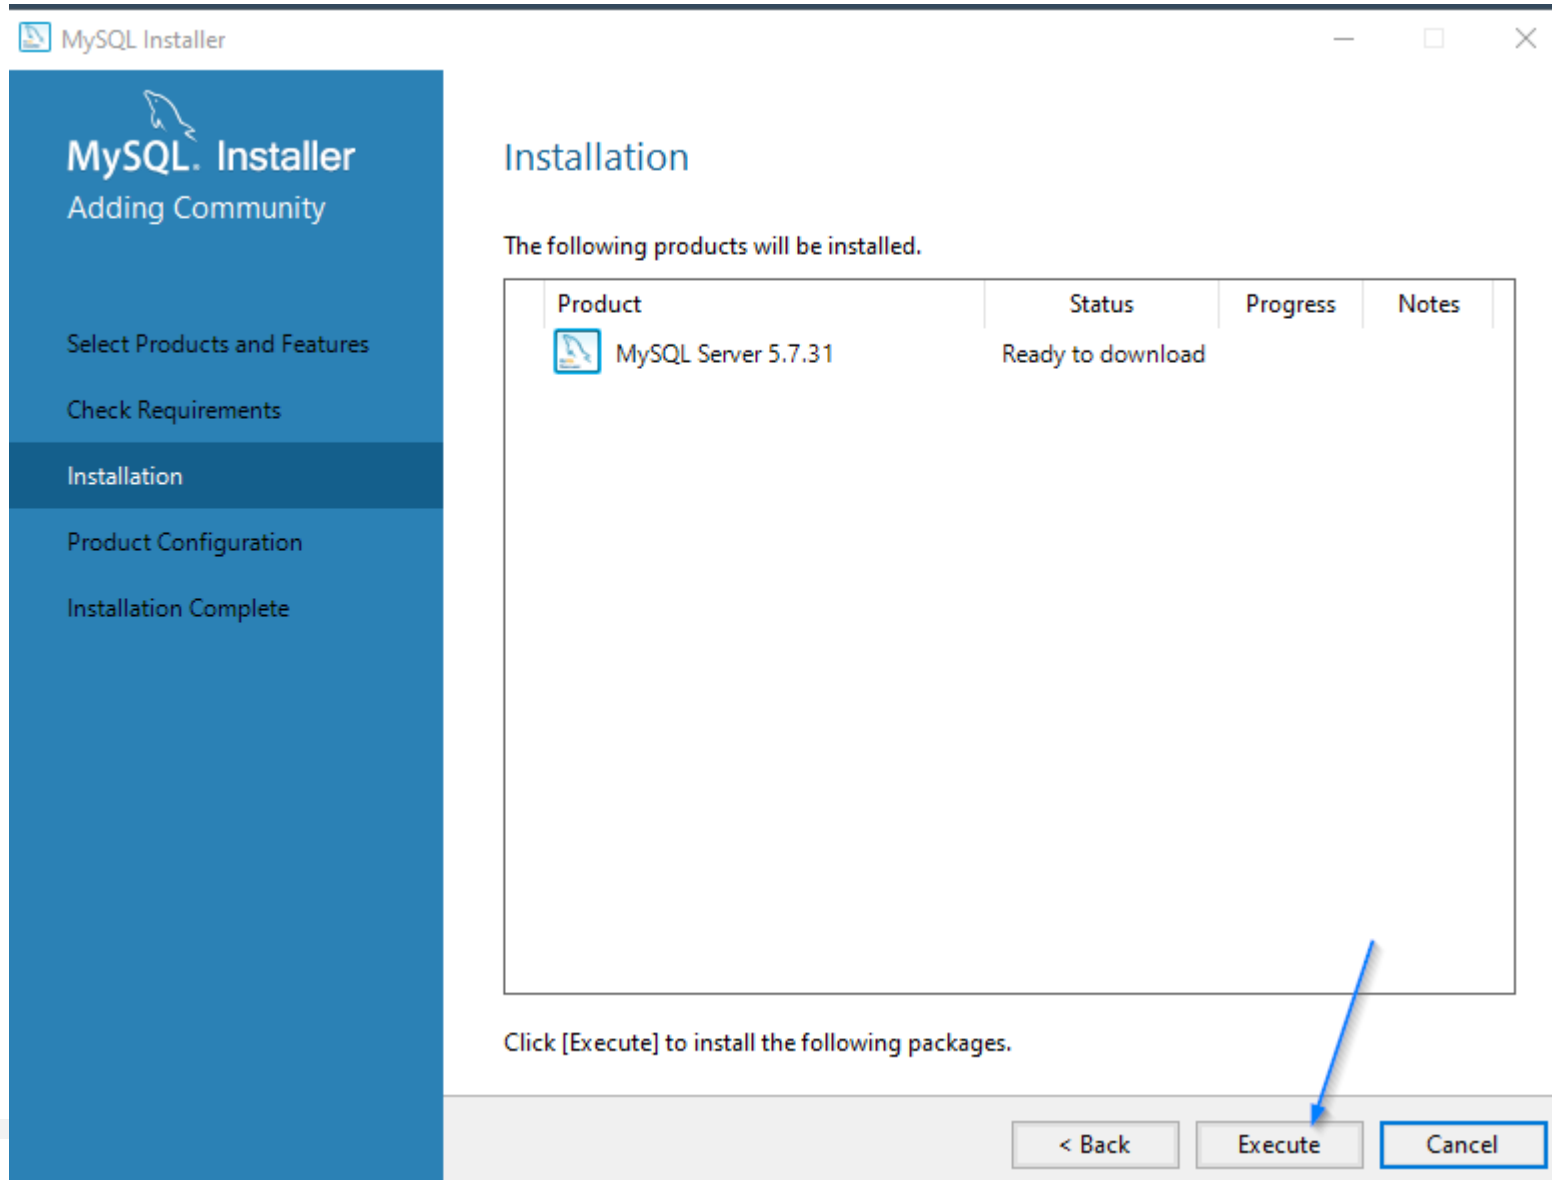 MySQL Installer
MySQL. Installer
Adding Community
Select Products and Features
Check Requirements
Installation
Product Configuration
Installation Complete
Installation
The following products will be installed.
Product Status Progress Notes
MySQL Server 5.7.31 Ready to download
Click [Execute] to install the following packages.
< Back Execute Cancel